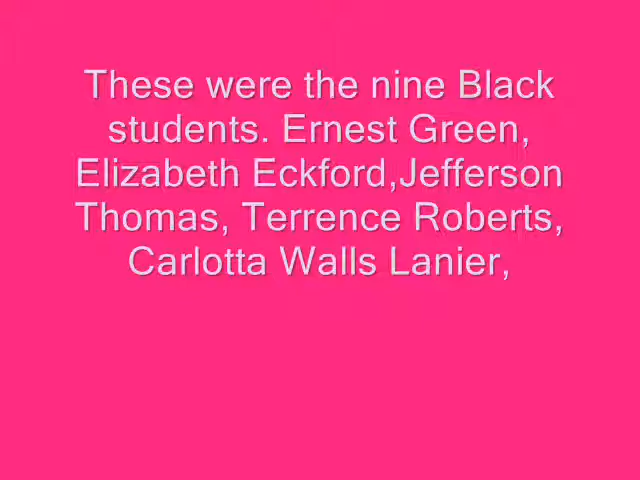 These were the nine Black
students. Ernest Green,
Elizabeth Eckford,Jefferson
Thomas, Terrence Roberts,
Carlotta Walls Lanier,